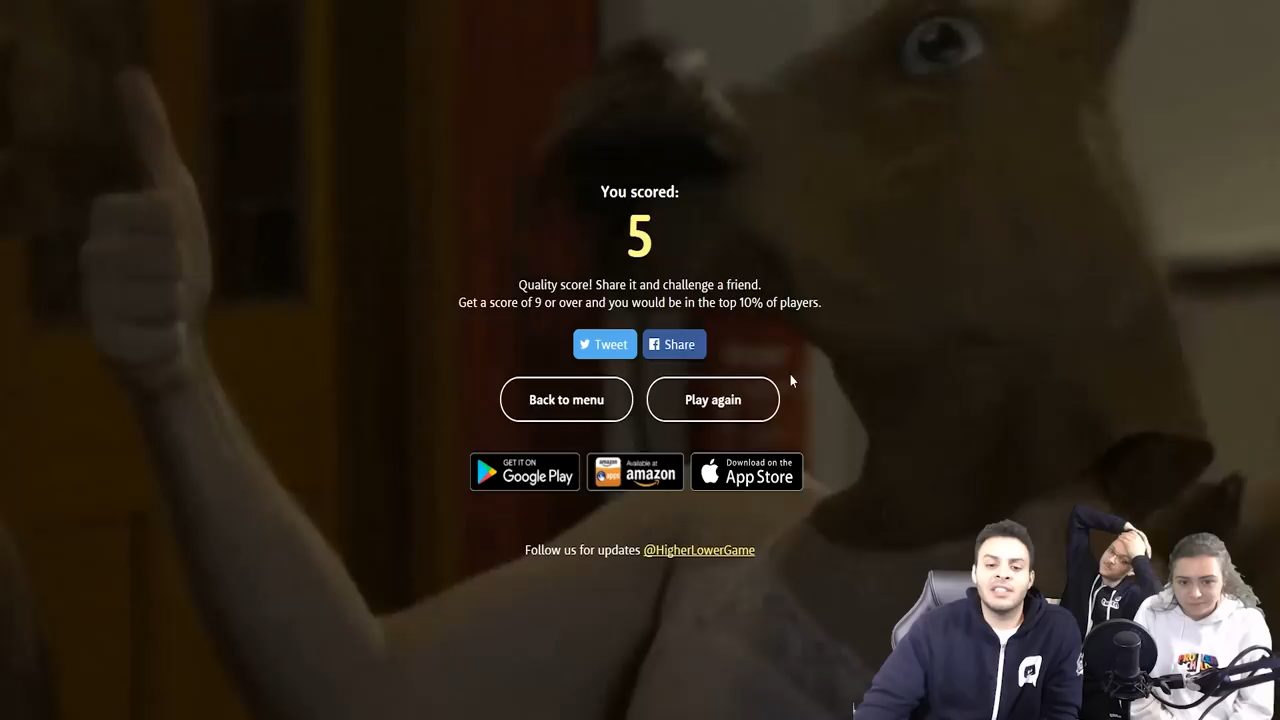 You scored:
5
Quality score! Share it and challenge a friend.
Get a score of 9 or over and you would be in the top 10% of players.
Tweet
Share
Back to menu
Play again
GET IT ON
Google Play
amazon
apps
Available at
amazon
Download on the
App Store
Follow us for updates @HigherLowerGame